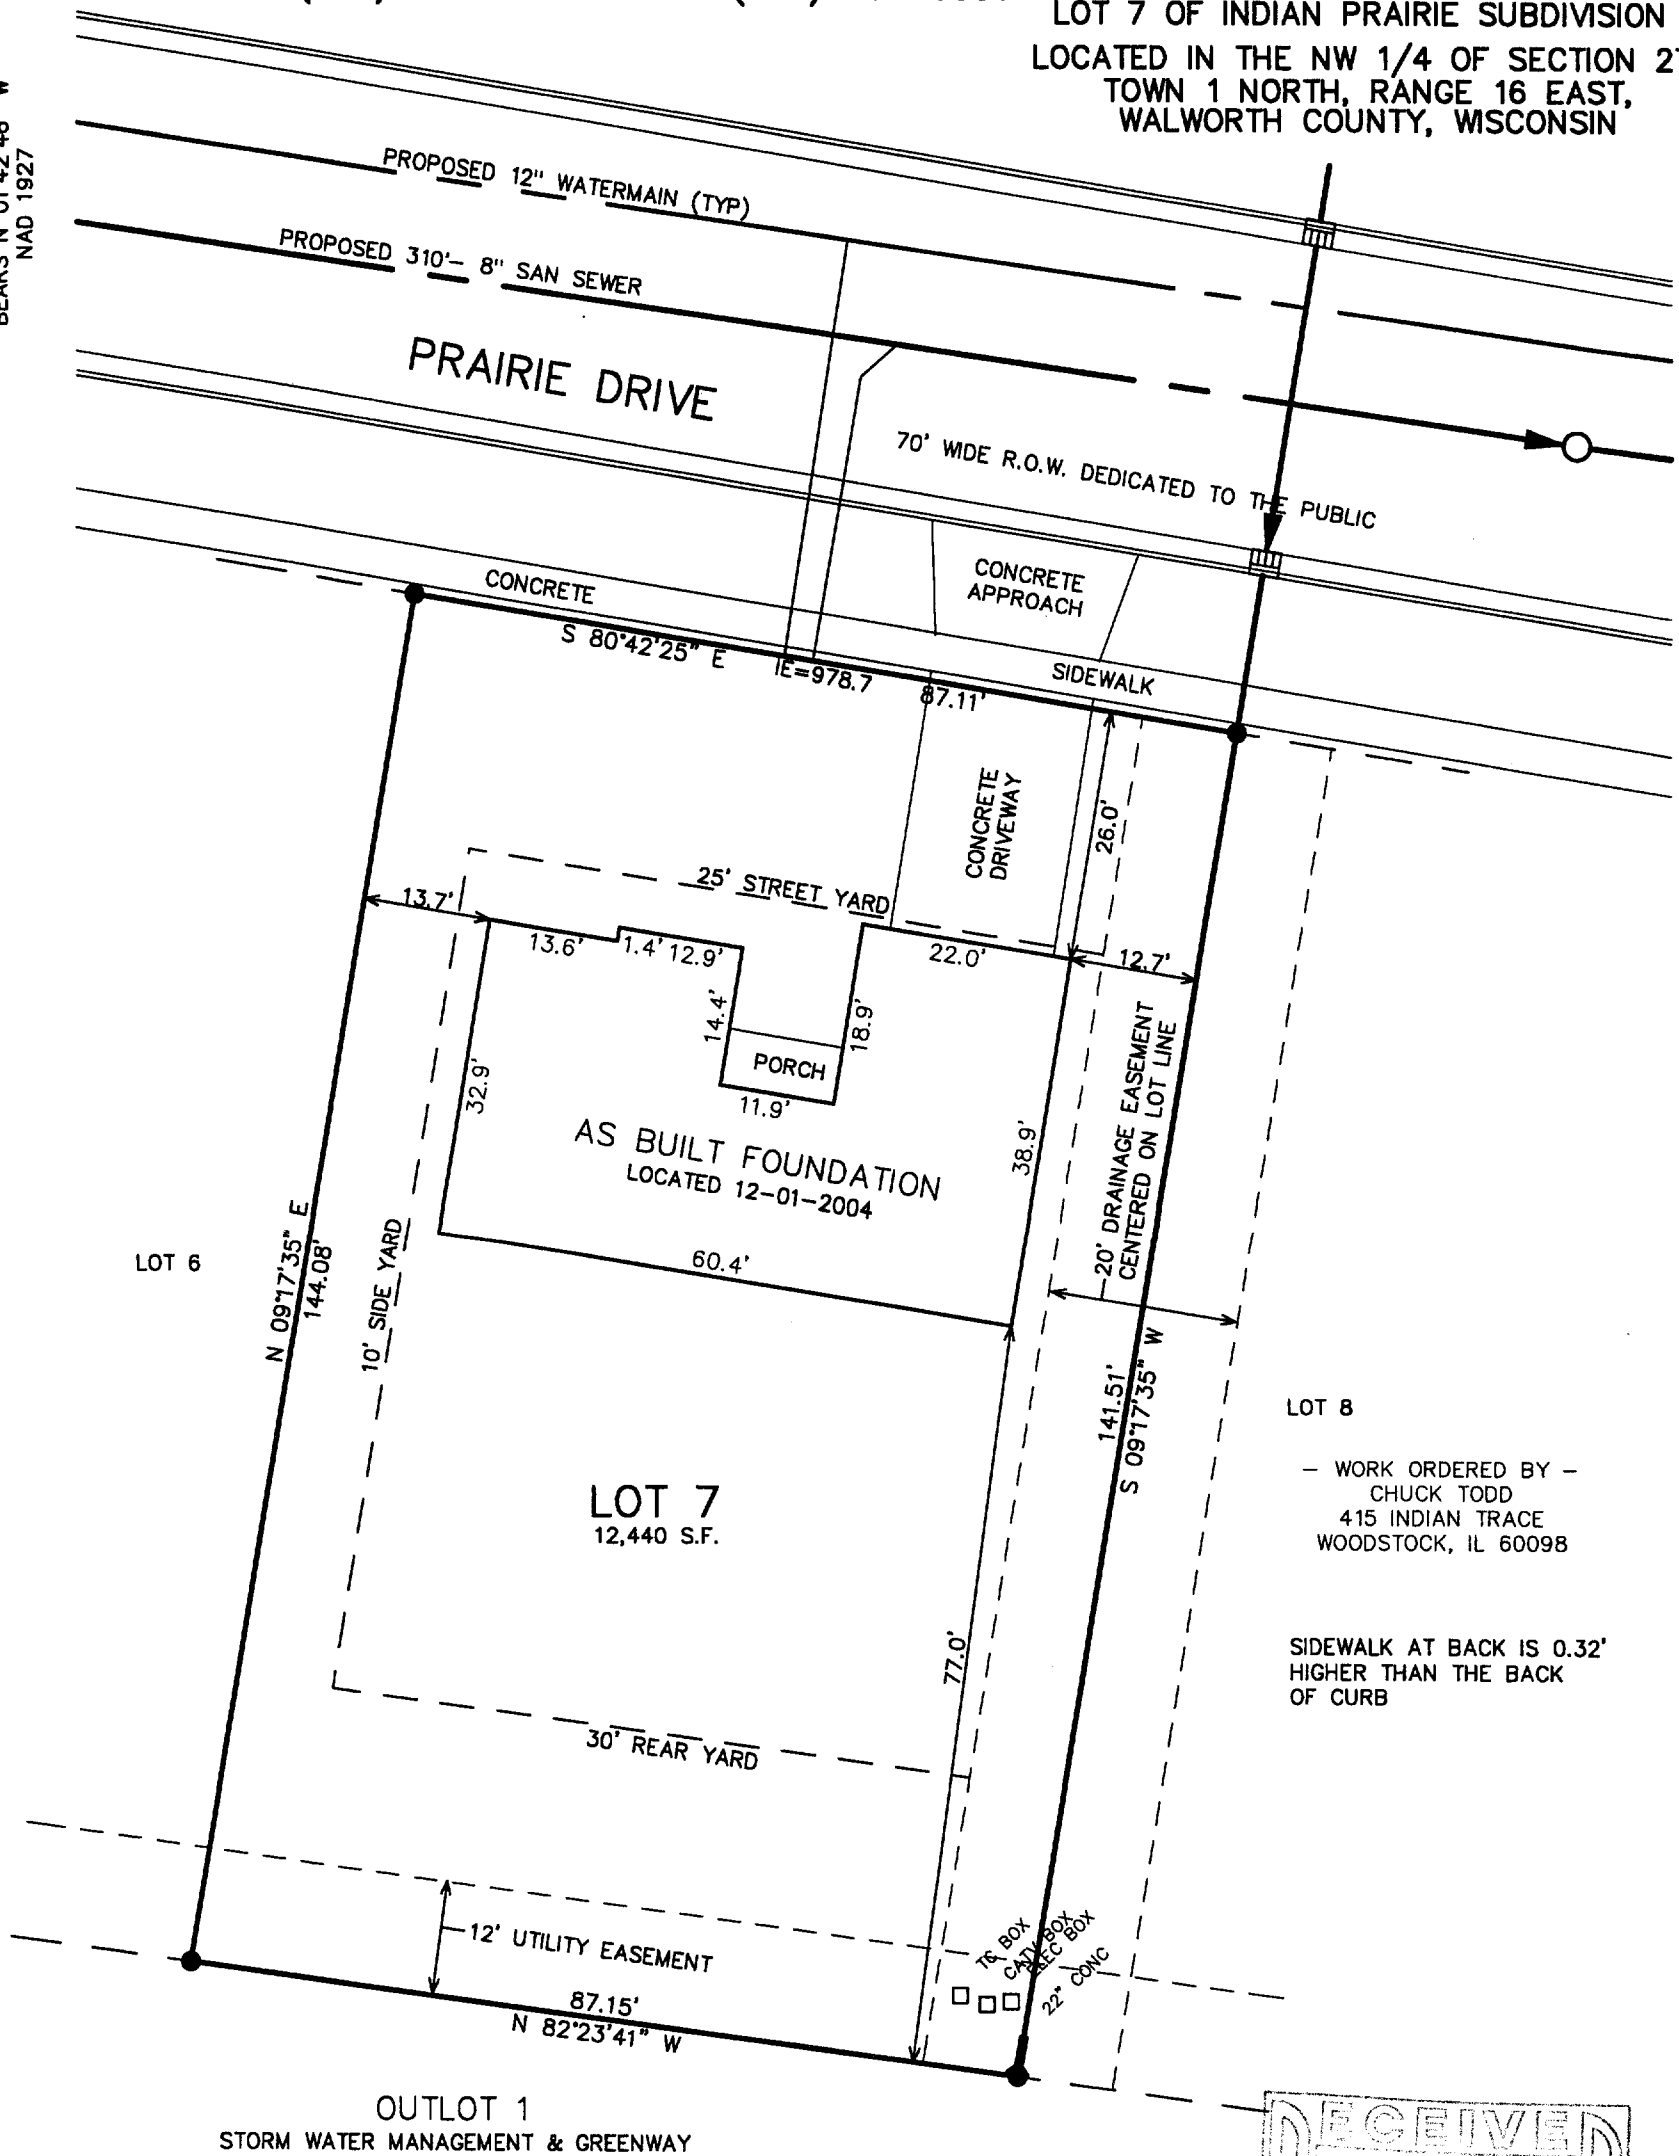 LOT 7 OF INDIAN PRAIRIE SUBDIVISION
LOCATED IN THE NW 1/4 OF SECTION
TOWN 1 NORTH, RANGE 16 EAST,
WALWORTH COUNTY, WISCONSIN
NAD 1927
PROPOSED 12" WATERMAIN (TYP)
PROPOSED 310'- 8" SAN SEWER
PRAIRIE DRIVE
70' WIDE R.O.W. DEDICATED TO THE PUBLIC
CONCRETE
APPROACH
CONCRETE
SIDEWALK
S 80°42'25" E
IE=978.7
87.11'
CONCRETE
DRIVEWAY
26.0'
25' STREET YARD
13.7'
13.6'
1.4'
12.9'
22.0'
12.7'
14.4'
18.9'
PORCH
11.9'
32.9'
AS BUILT FOUNDATION
LOCATED 12-01-2004
38.9'
20' DRAINAGE EASEMENT
CENTERED ON LOT LINE
60.4'
LOT 6
N 09°17'35" E
144.08'
10' SIDE YARD
141.51'
S 09°17'35" W
LOT 8
- WORK ORDERED BY -
CHUCK TODD
415 INDIAN TRACE
WOODSTOCK, IL 60098
LOT 7
12,440 S.F.
77.0'
SIDEWALK AT BACK IS 0.32'
HIGHER THAN THE BACK
OF CURB
30' REAR YARD
12' UTILITY EASEMENT
TC BOX
CATV BOX
ELEC BOX
22" CONC
87.15'
N 82°23'41" W
OUTLOT 1
STORM WATER MANAGEMENT & GREENWAY
RECEIVED